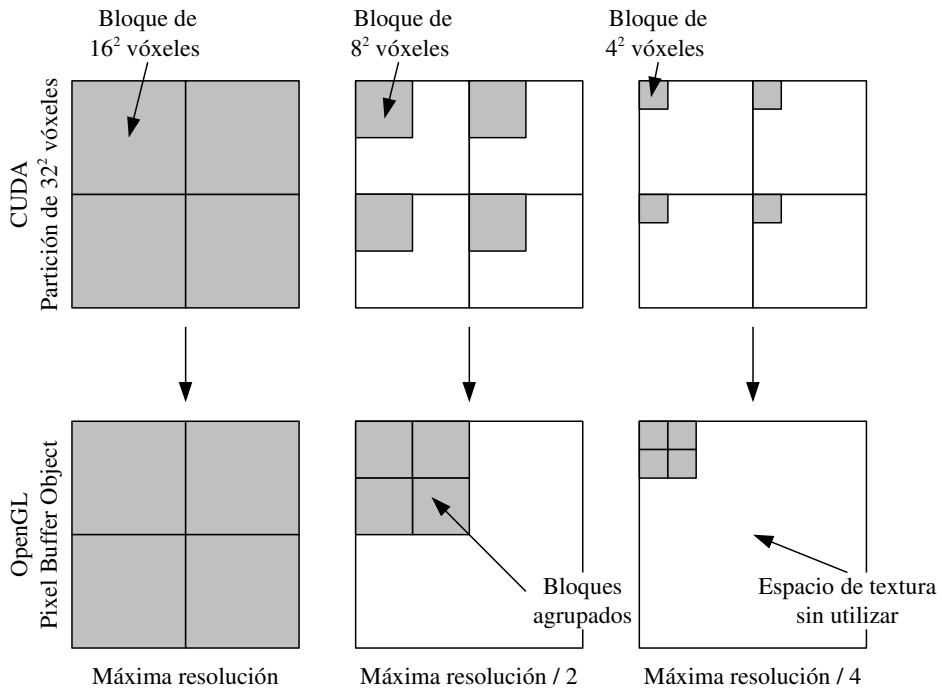 Bloque de
16² vóxeles
Bloque de
8² vóxeles
Bloque de
4² vóxeles
CUDA
Partición de 32² vóxeles
OpenGL
Pixel Buffer Object
Bloques
agrupados
Espacio de textura
sin utilizar
Máxima resolución
Máxima resolución / 2
Máxima resolución / 4